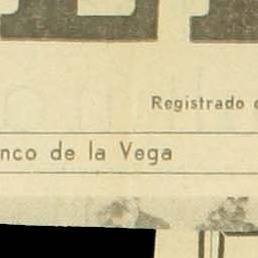 Registrado
nco de la Vega